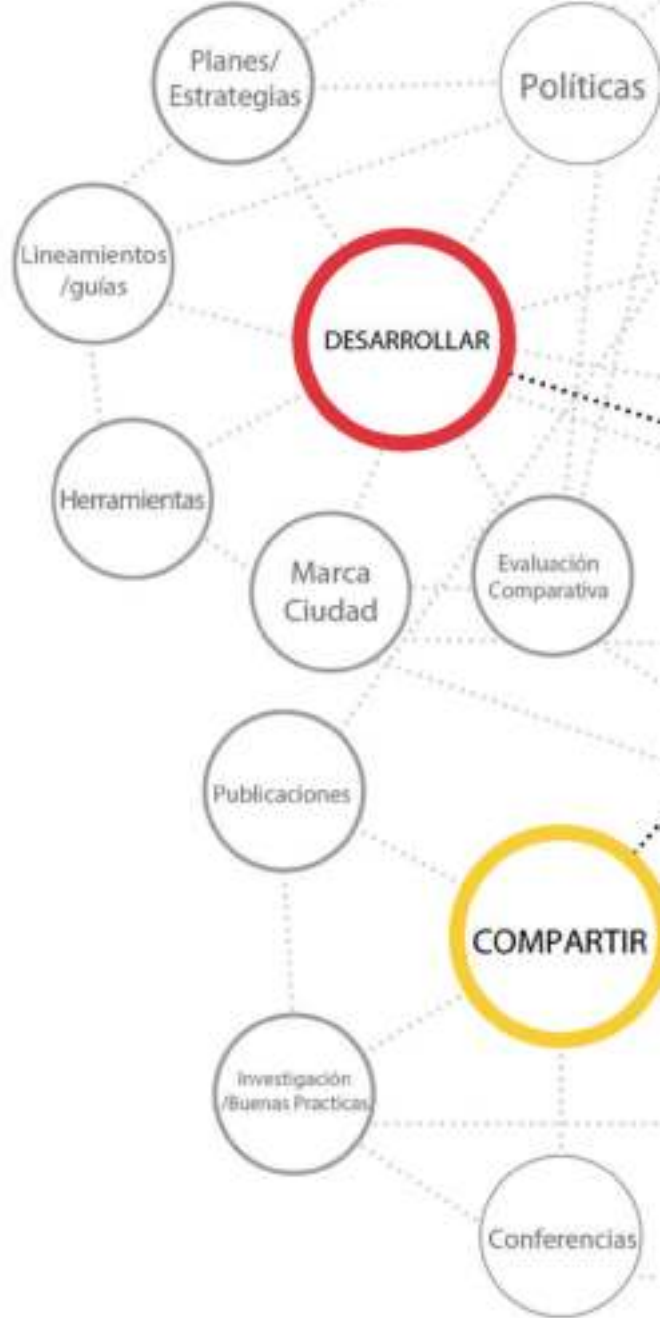 Planes/
Estrategias
Políticas
Lineamientos
/guías
DESARROLLAR
Herramientas
Marca
Ciudad
Evaluación
Comparativa
Publicaciones
COMPARTIR
Investigación
/Buenas Practicas
Conferencias